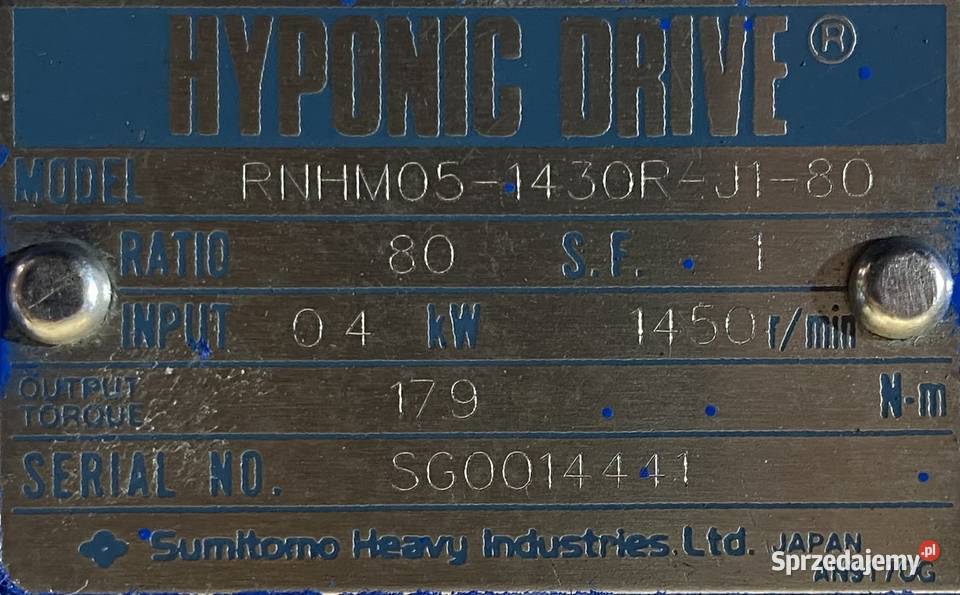 HYPONIC DRIVE®
MODEL RNHM05-1430R-J1-80
RATIO 80 S.F. 1
INPUT 0.4 kW 1450 r/min
OUTPUT TORQUE 179 N·m
SERIAL NO. SG0014441
Sumitomo Heavy Industries, Ltd. JAPAN
Sprzedajemy.pl